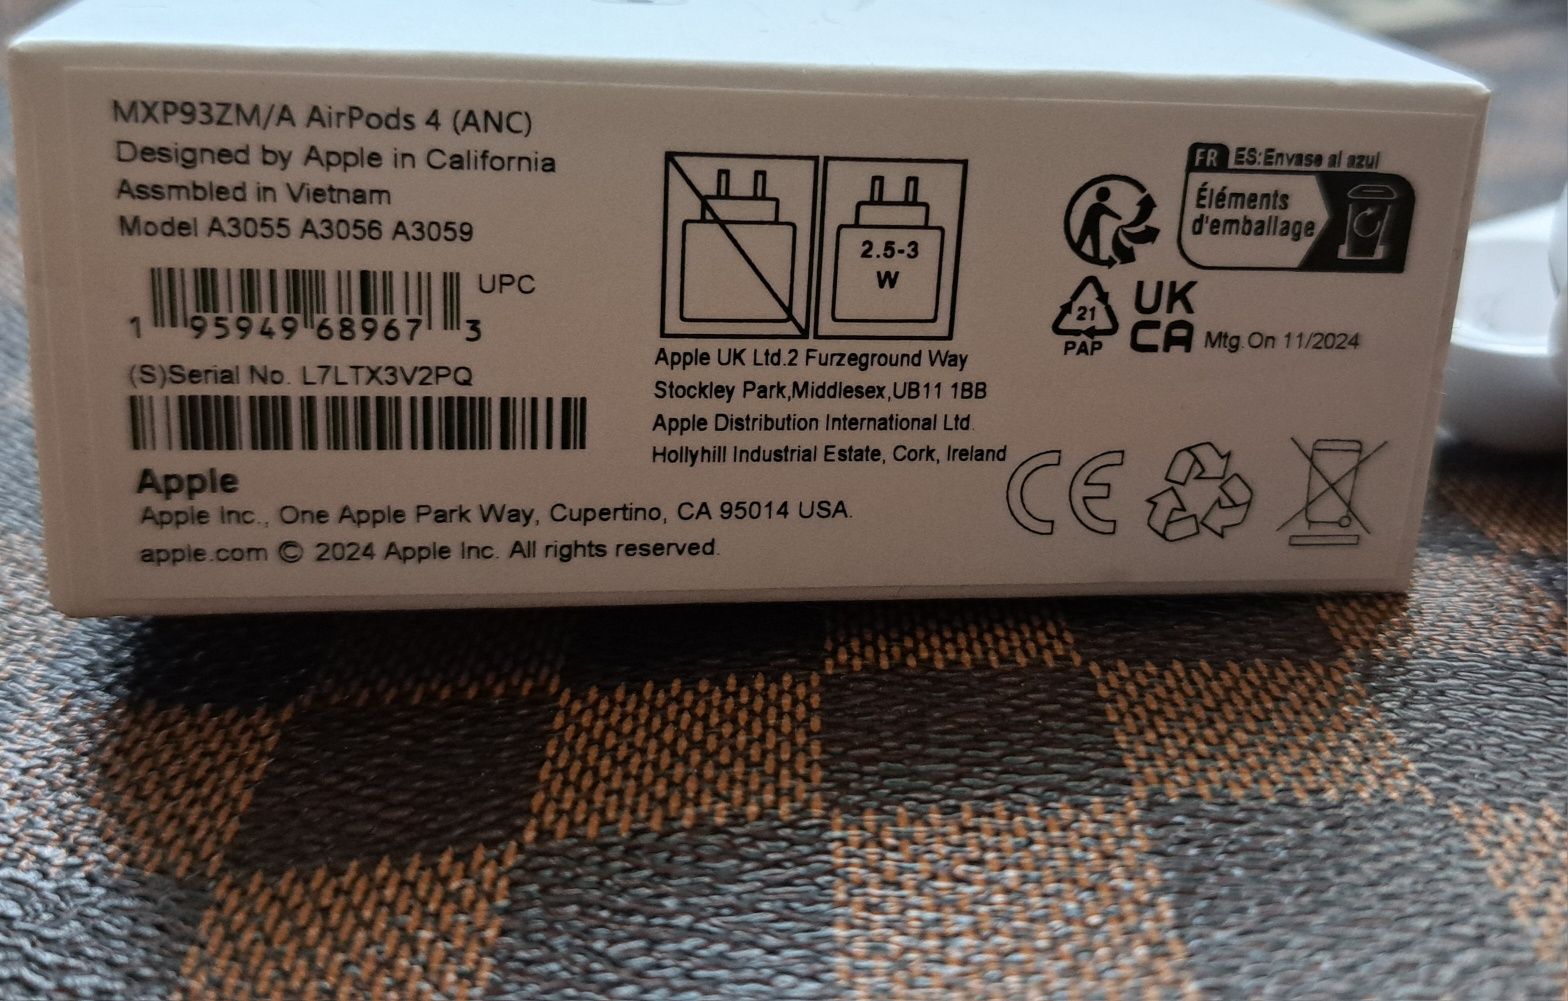 MXP93ZM/A AirPods 4 (ANC)
Designed by Apple in California
Assmbled in Vietnam
Model A3055 A3056 A3059
UPC
1 95949 68967 3
(S)Serial No. L7LTX3V2PQ
Apple
Apple Inc., One Apple Park Way, Cupertino, CA 95014 USA.
apple.com © 2024 Apple Inc. All rights reserved.
2.5-3
W
Apple UK Ltd.2 Furzeground Way
Stockley Park,Middlesex,UB11 1BB
Apple Distribution International Ltd.
Hollyhill Industrial Estate, Cork, Ireland
FR ES:Envase al azul
Éléments
d'emballage
21
PAP
UK
CA
Mtg.On 11/2024
CE